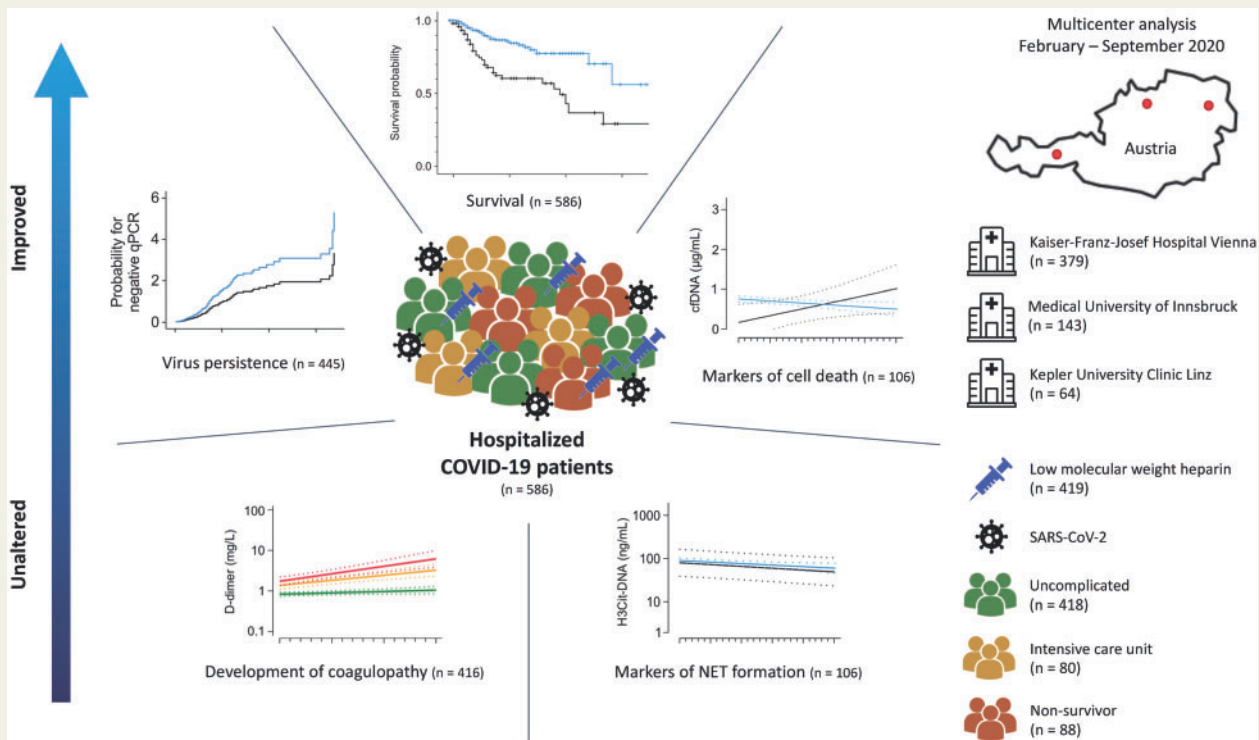 Improved
Unaltered
Survival probability
1.0
0.5
0.0
Survival (n = 586)
Multicenter analysis
February – September 2020
Austria
Probability for
negative qPCR
6
4
2
0
Virus persistence (n = 445)
cfDNA (µg/mL)
3
2
1
0
Markers of cell death (n = 106)
Kaiser-Franz-Josef Hospital Vienna
(n = 379)
Medical University of Innsbruck
(n = 143)
Kepler University Clinic Linz
(n = 64)
Hospitalized
COVID-19 patients
(n = 586)
D-dimer (mg/L)
100
10
1
0.1
Development of coagulopathy (n = 416)
H3Cit-DNA (ng/mL)
1000
100
10
1
Markers of NET formation (n = 106)
Low molecular weight heparin
(n = 419)
SARS-CoV-2
Uncomplicated
(n = 418)
Intensive care unit
(n = 80)
Non-survivor
(n = 88)